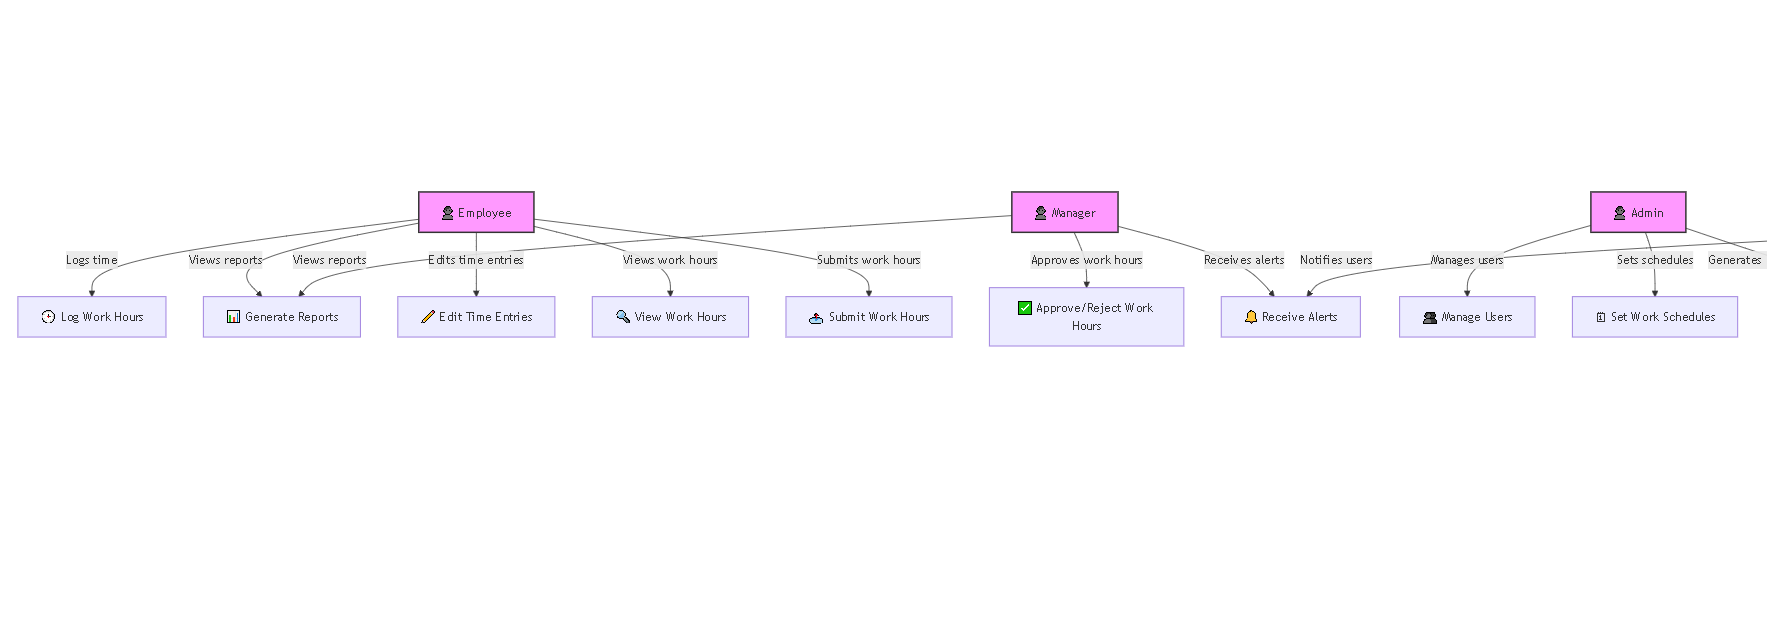 Employee
Manager
Admin
Logs time
Views reports
Views reports
Edits time entries
Views work hours
Submits work hours
Approves work hours
Receives alerts
Notifies users
Manages users
Sets schedules
Generates
Log Work Hours
Generate Reports
Edit Time Entries
View Work Hours
Submit Work Hours
Approve/Reject Work
Hours
Receive Alerts
Manage Users
Set Work Schedules